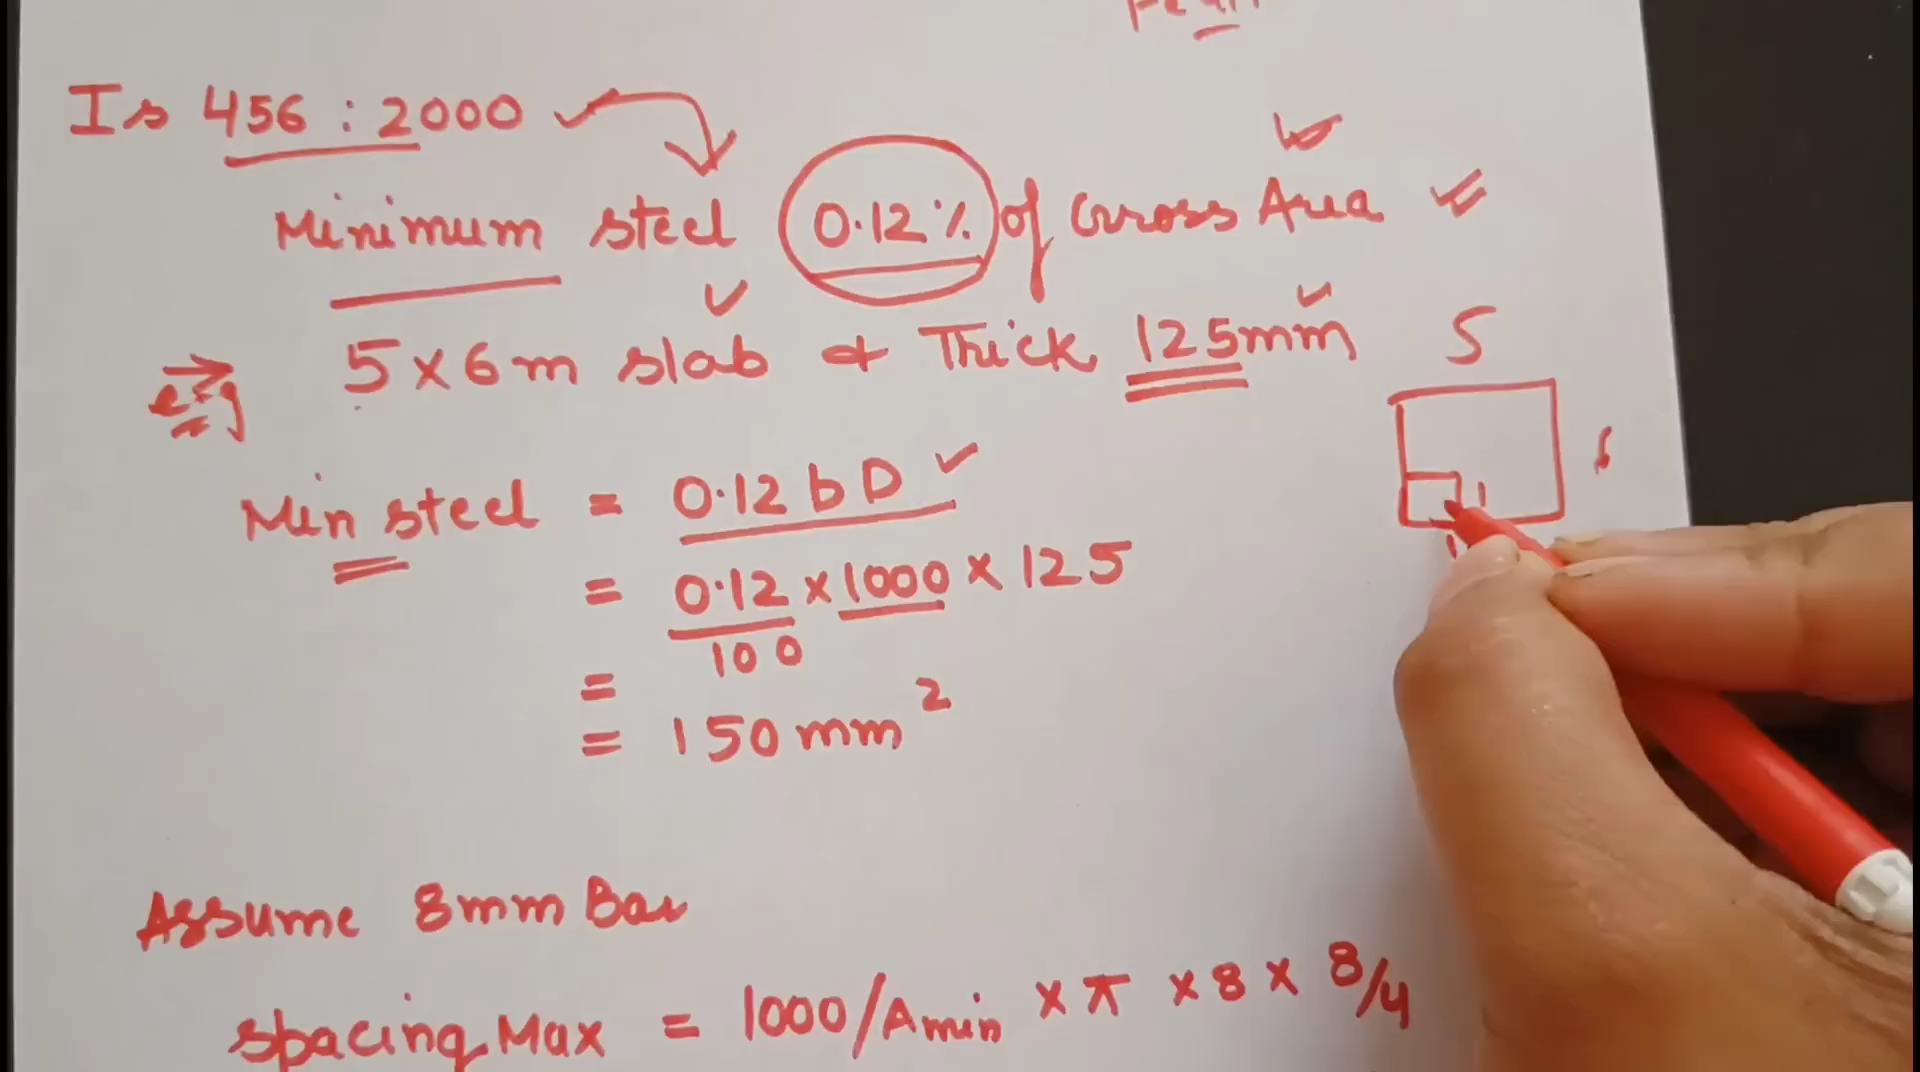 Is 456 : 2000
Minimum steel 0.12% of Gross Area
e.g 5 x 6 m slab & Thick 125mm
5
6
1
1
Min steel = 0.12 b D
= 0.12 x 1000 x 125
100
=
= 150 mm²
Assume 8mm Bar
spacing Max = 1000/Amin x π x 8 x 8/4